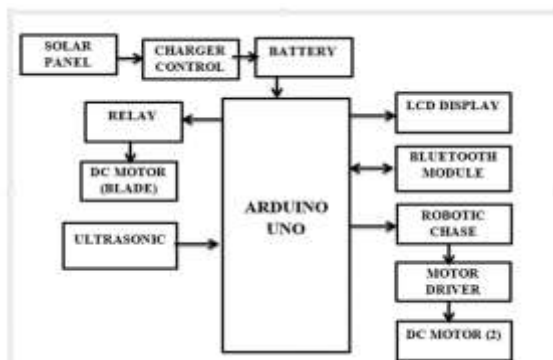 SOLAR
PANEL
CHARGER
CONTROL
BATTERY
RELAY
DC MOTOR
(BLADE)
ULTRASONIC
ARDUINO
UNO
LCD DISPLAY
BLUETOOTH
MODULE
ROBOTIC
CHASE
MOTOR
DRIVER
DC MOTOR (2)